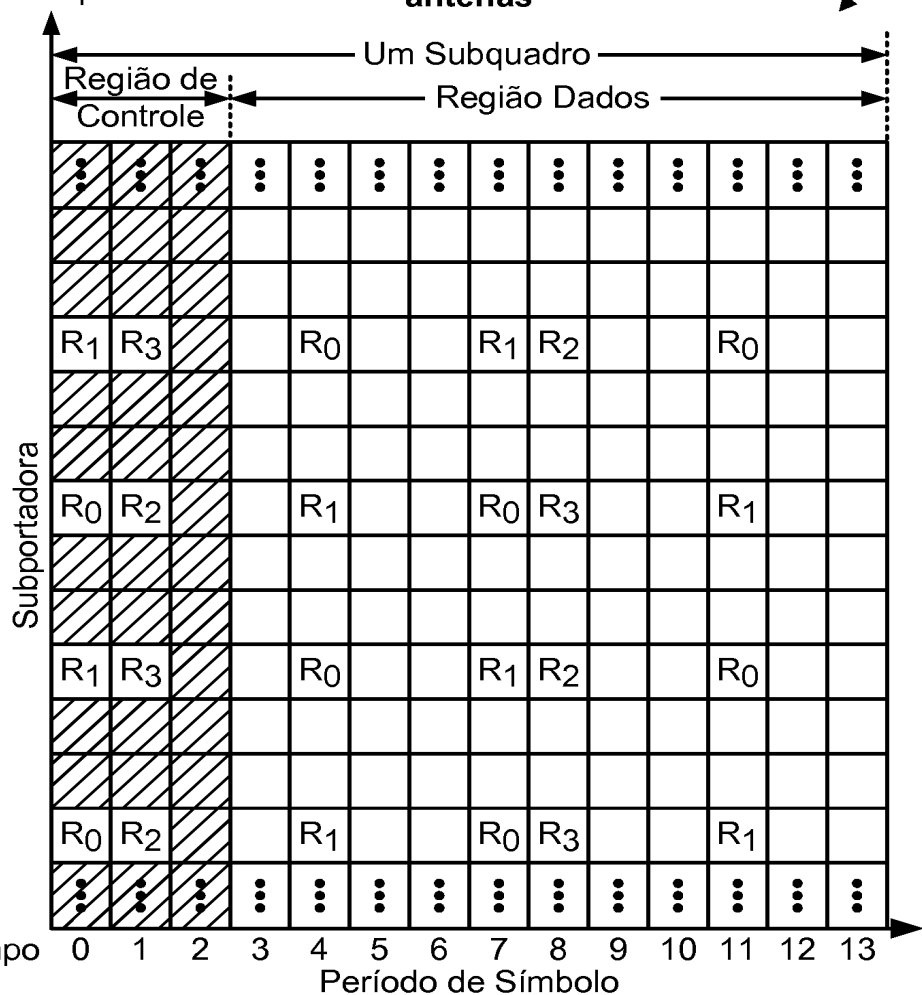 antenas
Um Subquadro
Região de
Controle
Região Dados
R1 R3 R0 R1 R2 R0
R0 R2 R1 R0 R3 R1
R1 R3 R0 R1 R2 R0
R0 R2 R1 R0 R3 R1
Subportadora
0 1 2 3 4 5 6 7 8 9 10 11 12 13
Período de Símbolo